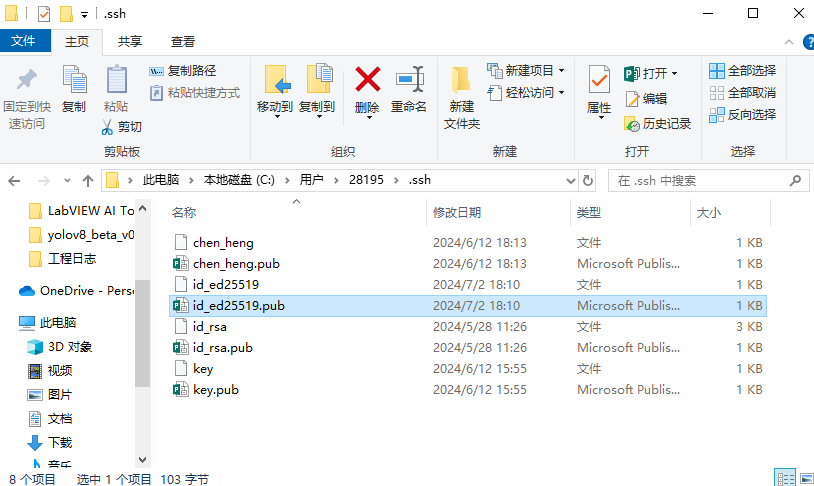 .ssh
文件 主页 共享 查看
固定到快速访问
复制
粘贴
复制路径
粘贴快捷方式
剪切
剪贴板
移动到
复制到
删除
重命名
组织
新建文件夹
新建项目
轻松访问
新建
属性
打开
编辑
历史记录
打开
全部选择
全部取消
反向选择
选择
此电脑 › 本地磁盘 (C:) › 用户 › 28195 › .ssh
在 .ssh 中搜索
LabVIEW AI To
yolov8_beta_v0
工程日志
OneDrive - Perso
此电脑
3D 对象
视频
图片
文档
下载
音乐
名称 修改日期 类型 大小
chen_heng 2024/6/12 18:13 文件 1 KB
chen_heng.pub 2024/6/12 18:13 Microsoft Publis... 1 KB
id_ed25519 2024/7/2 18:10 文件 1 KB
id_ed25519.pub 2024/7/2 18:10 Microsoft Publis... 1 KB
id_rsa 2024/5/28 11:26 文件 3 KB
id_rsa.pub 2024/5/28 11:26 Microsoft Publis... 1 KB
key 2024/6/12 15:55 文件 1 KB
key.pub 2024/6/12 15:55 Microsoft Publis... 1 KB
8 个项目 选中 1 个项目 103 字节